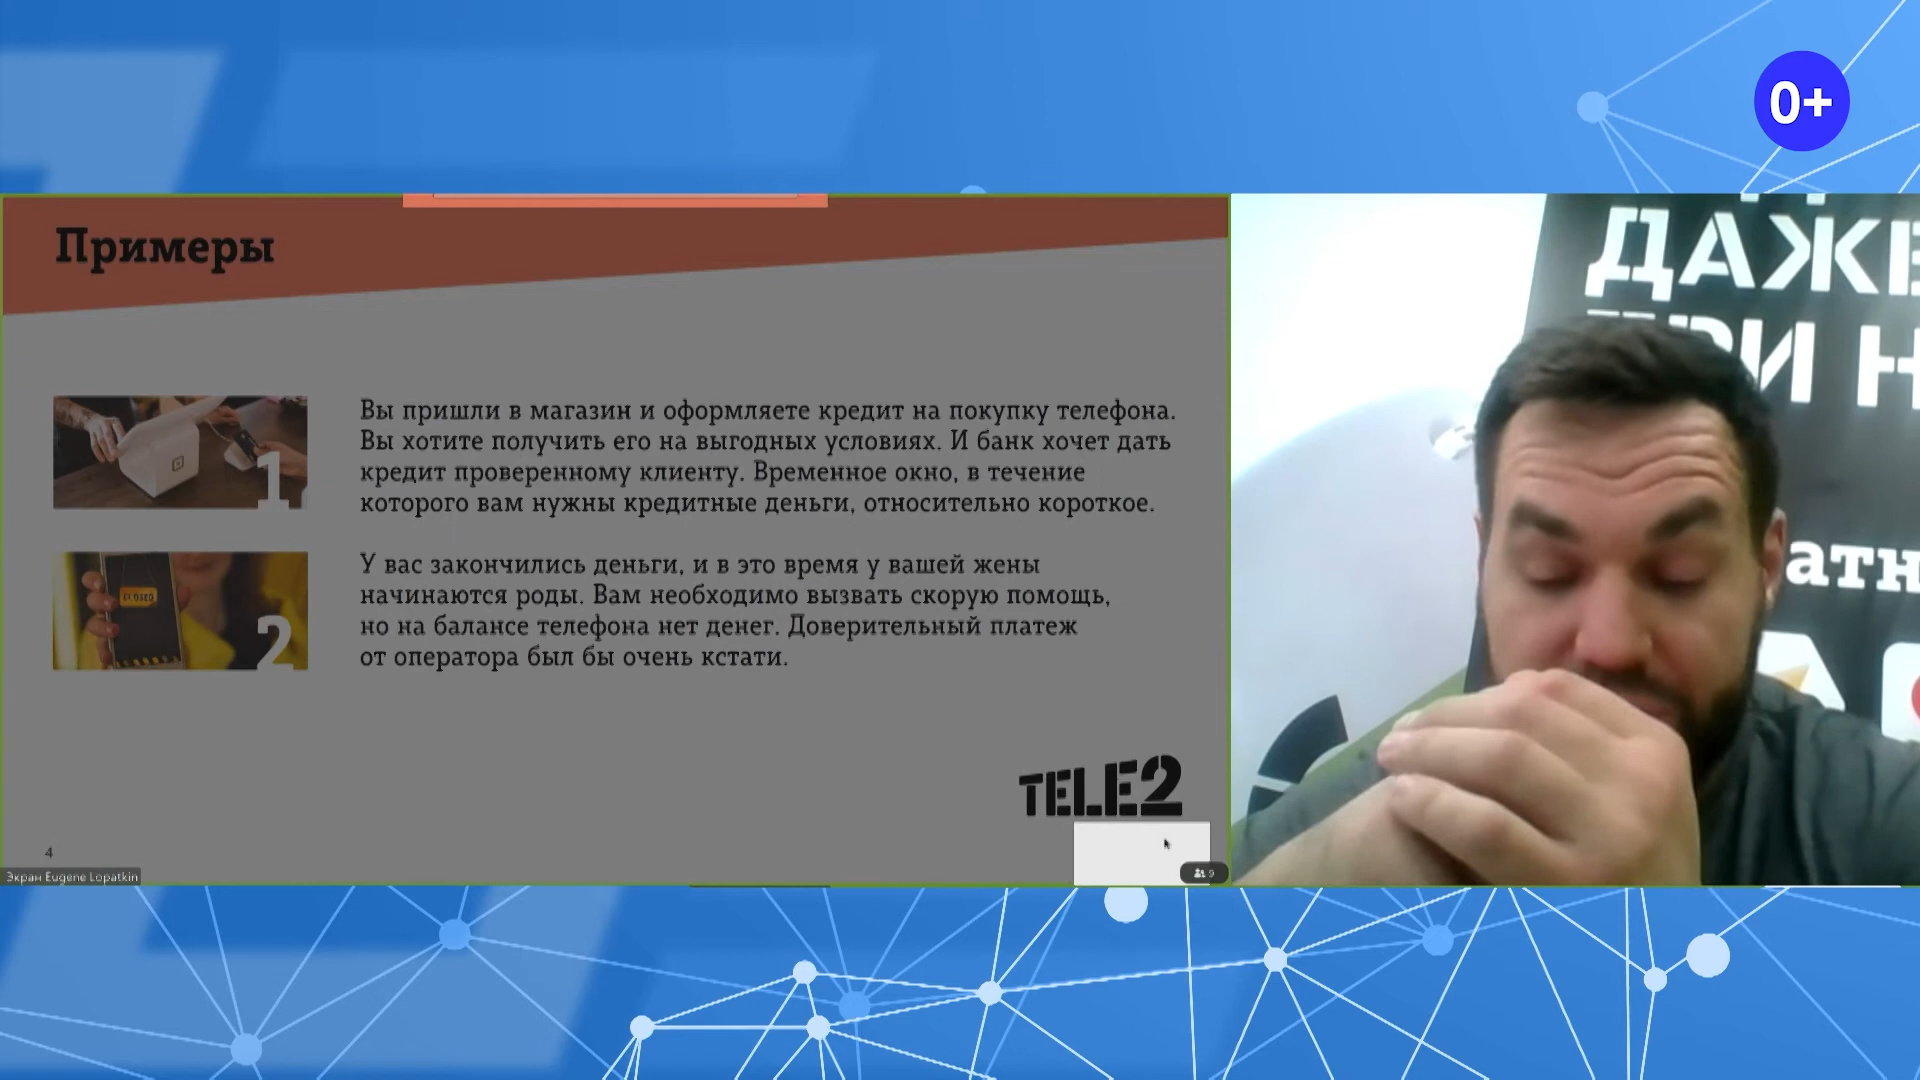 0+
Примеры
1
Вы пришли в магазин и оформляете кредит на покупку телефона.
Вы хотите получить его на выгодных условиях. И банк хочет дать
кредит проверенному клиенту. Временное окно, в течение
которого вам нужны кредитные деньги, относительно короткое.
CLOSED
2
У вас закончились деньги, и в это время у вашей жены
начинаются роды. Вам необходимо вызвать скорую помощь,
но на балансе телефона нет денег. Доверительный платеж
от оператора был бы очень кстати.
TELE2
4
Экран Eugene Lopatkin
9
ДАЖЕ
ПРИ Н
атн